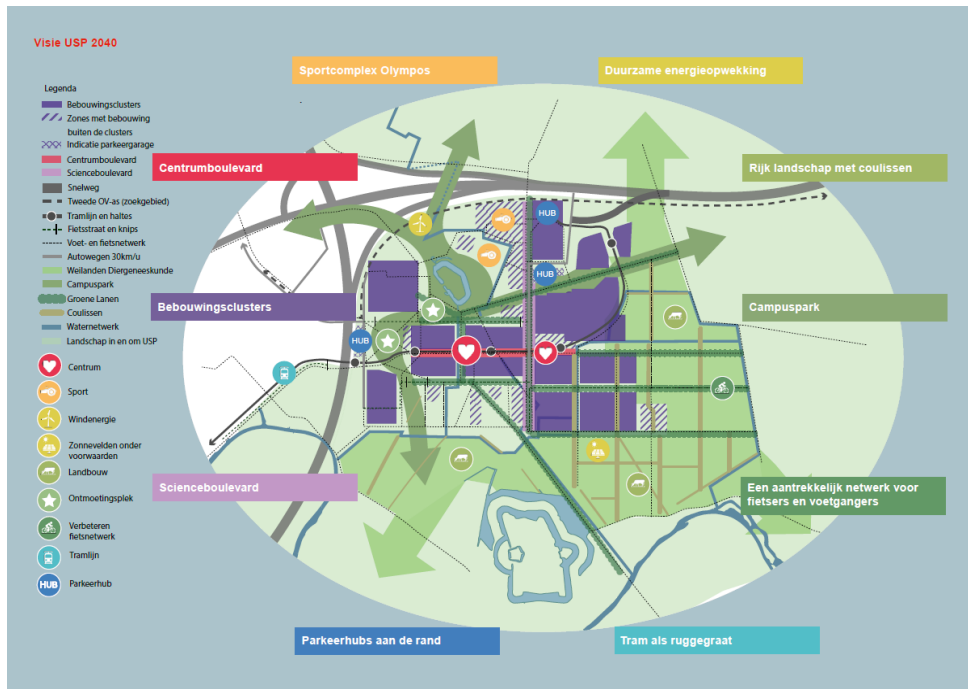 Visie USP 2040
Sportcomplex Olympos
Duurzame energieopwekking
Legenda
Bebouwingsclusters
Zones met bebouwing
buiten de clusters
Indicatie parkeergarage
Centrumboulevard
Scienceboulevard
Snelweg
Tweede OV-as (zoekgebied)
Tramlijn en haltes
Fietsstraat en knips
Voet- en fietsnetwerk
Autowegen 30km/u
Weilanden Diergeneeskunde
Campuspark
Groene Lanen
Coulissen
Waternetwerk
Landschap in en om USP
Centrum
Sport
Windenergie
Zonnevelden onder
voorwaarden
Landbouw
Ontmoetingsplek
Verbeteren
fietsnetwerk
Tramlijn
HUB
Parkeerhub
Centrumboulevard
Rijk landschap met coulissen
HUB
HUB
Bebouwingsclusters
Campuspark
HUB
Scienceboulevard
Een aantrekkelijk netwerk voor
fietsers en voetgangers
Parkeerhubs aan de rand
Tram als ruggegraat